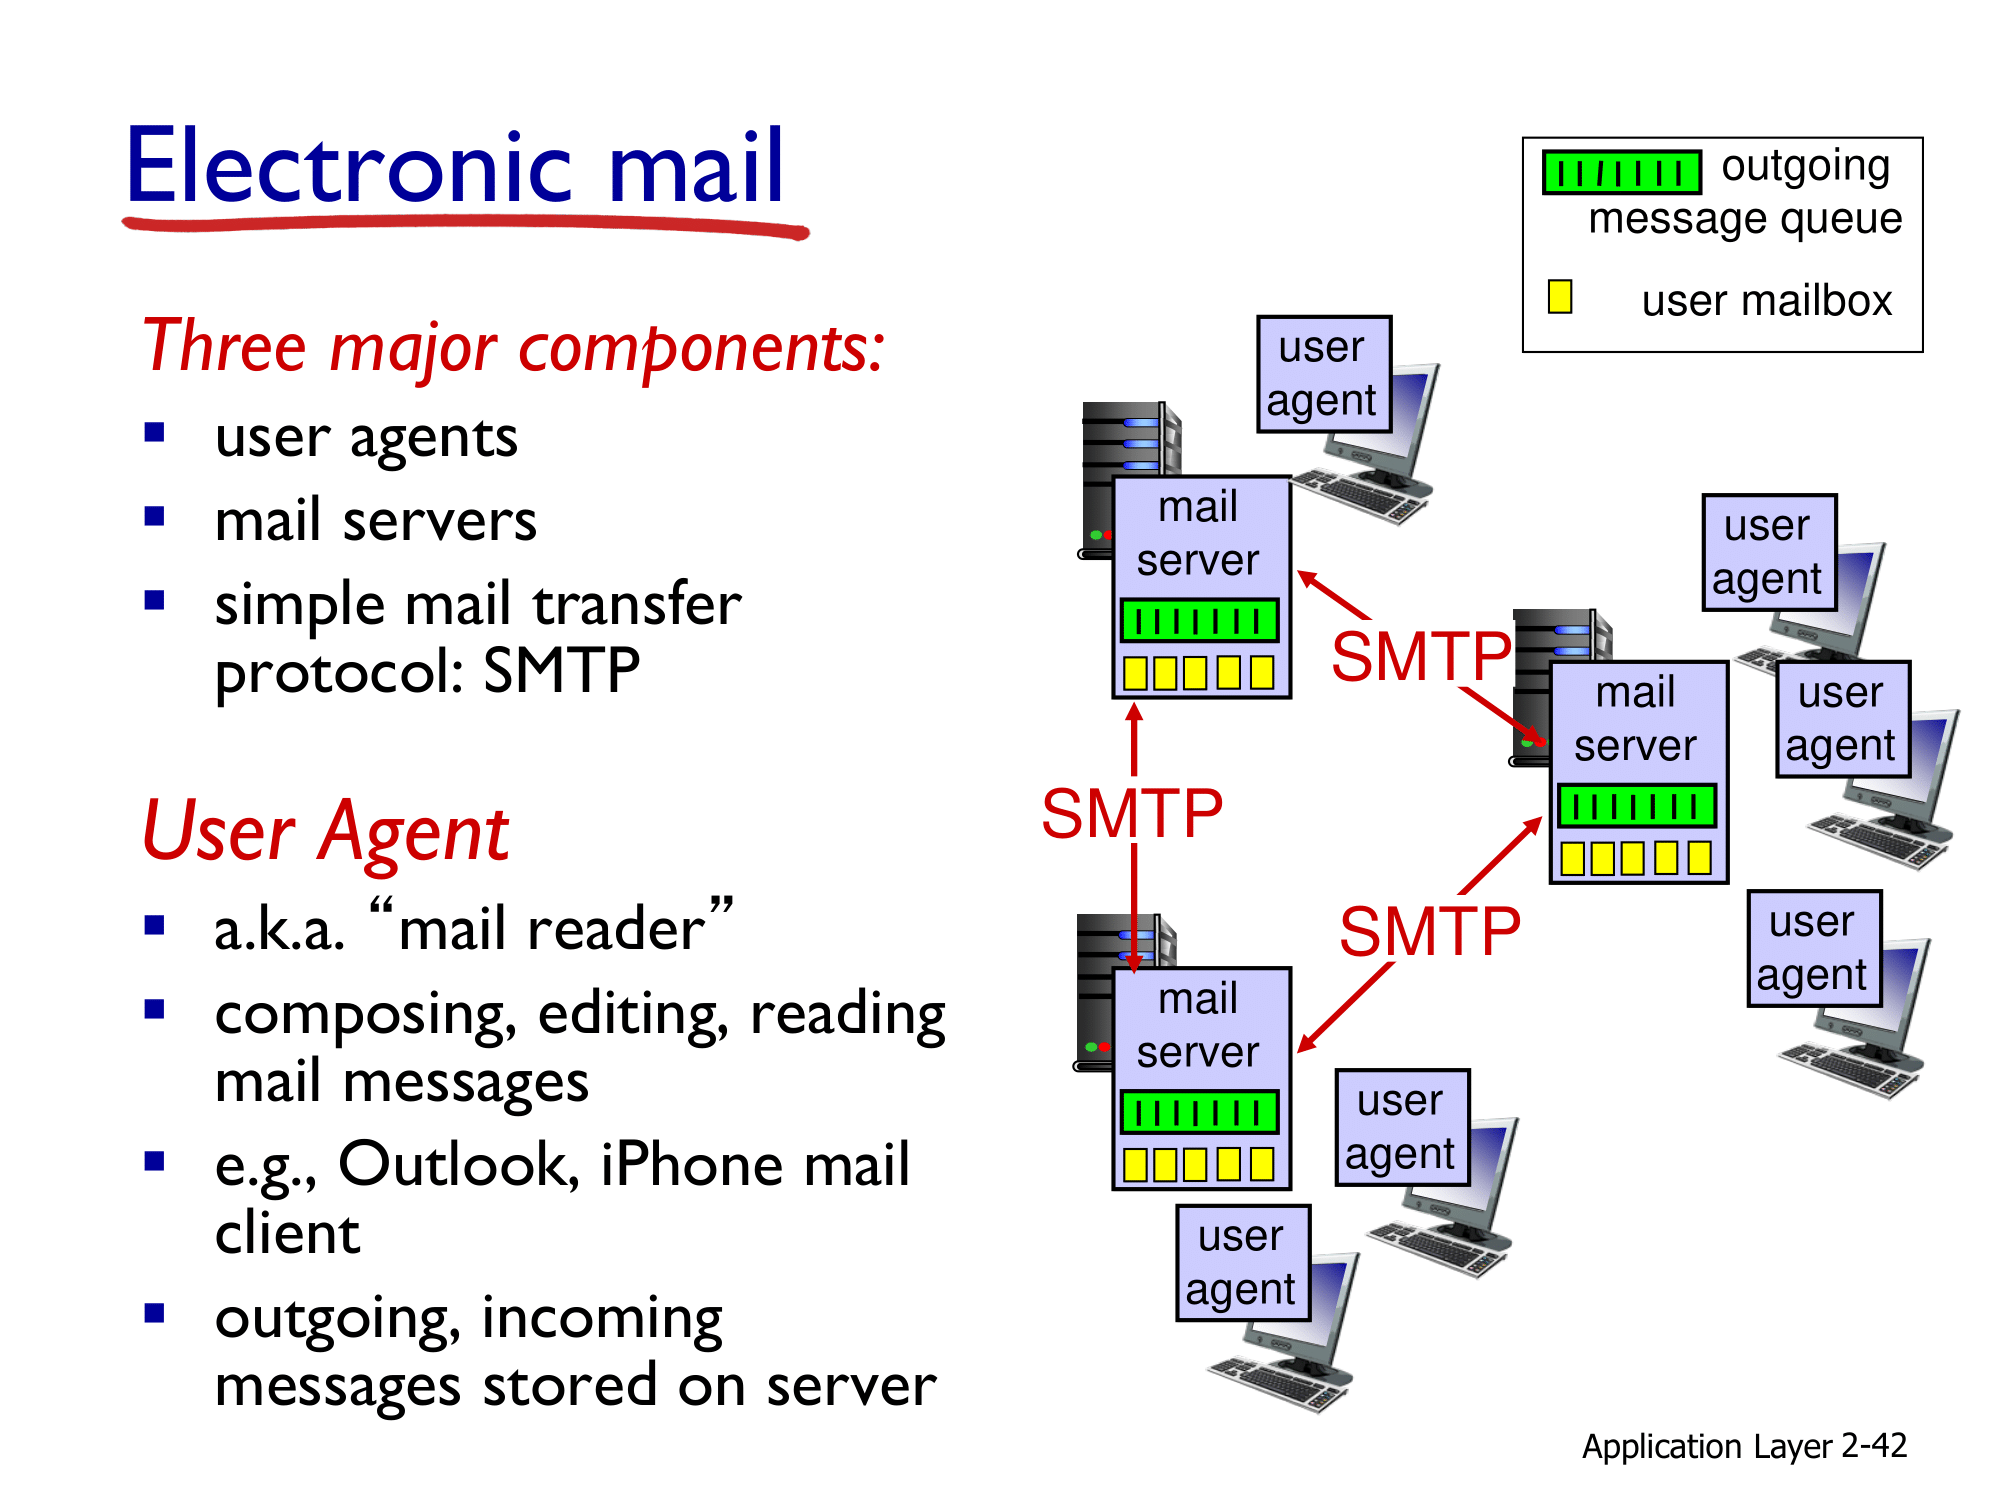 Electronic mail
Three major components:
user agents
mail servers
simple mail transfer
protocol: SMTP
User Agent
a.k.a. “mail reader”
composing, editing, reading
mail messages
e.g., Outlook, iPhone mail
client
outgoing, incoming
messages stored on server
outgoing
message queue
user mailbox
user
agent
mail
server
SMTP
user
agent
mail
server
user
agent
SMTP
SMTP
user
agent
mail
server
user
agent
user
agent
Application Layer 2-42